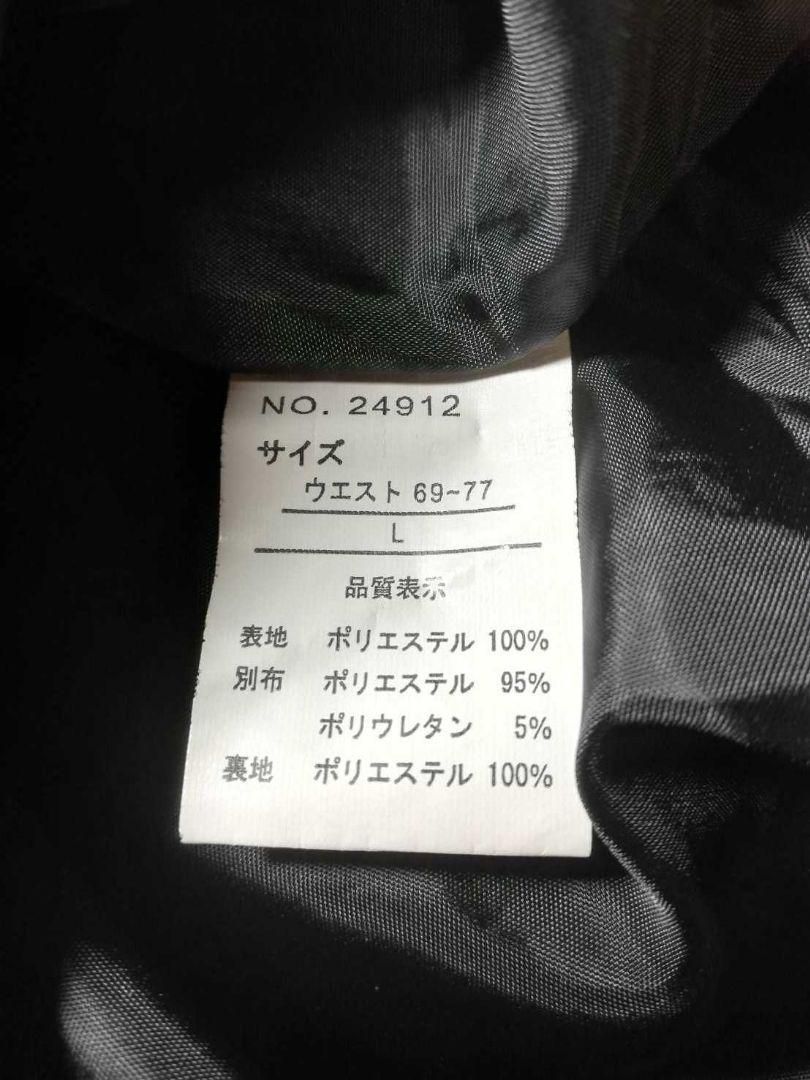 NO. 24912
サイズ
ウエスト 69~77
L
品質表示
表地 ポリエステル 100%
別布 ポリエステル 95%
ポリウレタン 5%
裏地 ポリエステル 100%